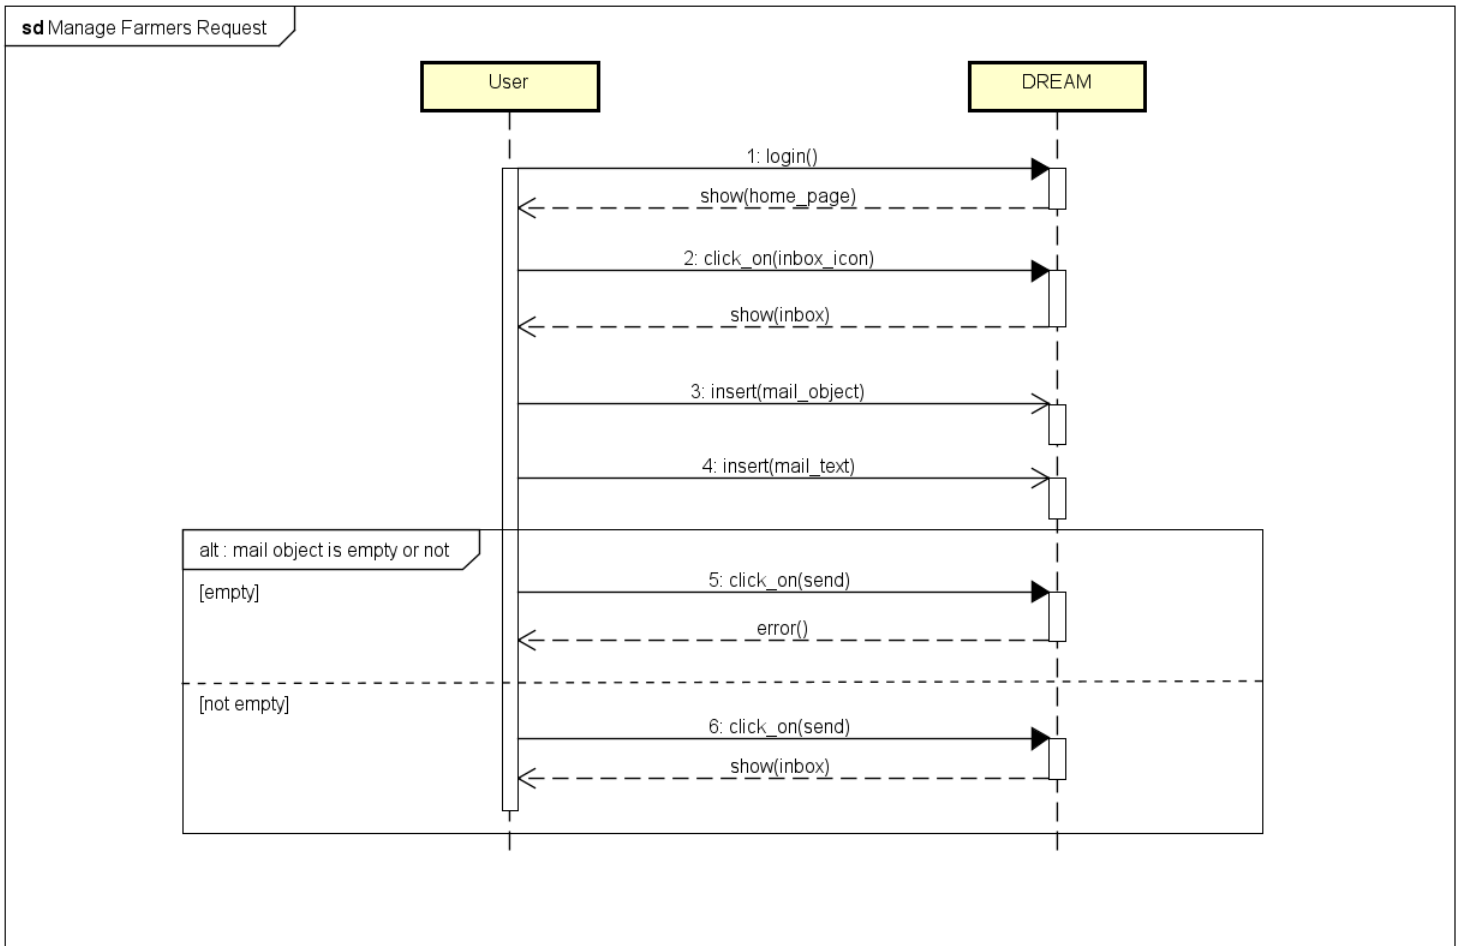 sd Manage Farmers Request
User
DREAM
1: login()
show(home_page)
2: click_on(inbox_icon)
show(inbox)
3: insert(mail_object)
4: insert(mail_text)
alt : mail object is empty or not
[empty]
5: click_on(send)
error()
[not empty]
6: click_on(send)
show(inbox)